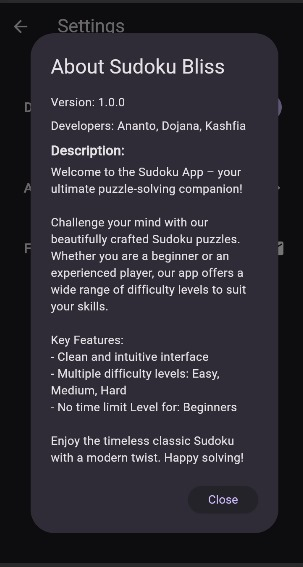 Settings
About Sudoku Bliss
Version: 1.0.0
Developers: Ananto, Dojana, Kashfia
Description:
Welcome to the Sudoku App – your
ultimate puzzle-solving companion!
Challenge your mind with our
beautifully crafted Sudoku puzzles.
Whether you are a beginner or an
experienced player, our app offers a
wide range of difficulty levels to suit
your skills.
Key Features:
- Clean and intuitive interface
- Multiple difficulty levels: Easy,
Medium, Hard
- No time limit Level for: Beginners
Enjoy the timeless classic Sudoku
with a modern twist. Happy solving!
Close